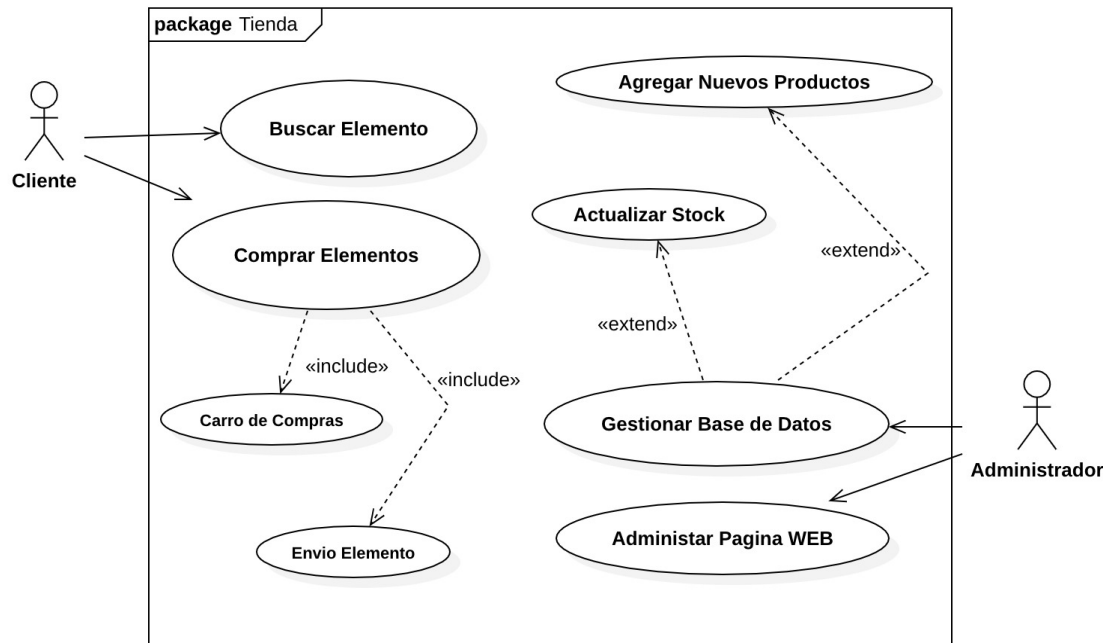 package Tienda
Agregar Nuevos Productos
Buscar Elemento
Cliente
Actualizar Stock
Comprar Elementos
«extend»
«extend»
«include»
«include»
Carro de Compras
Gestionar Base de Datos
Administrador
Administar Pagina WEB
Envio Elemento